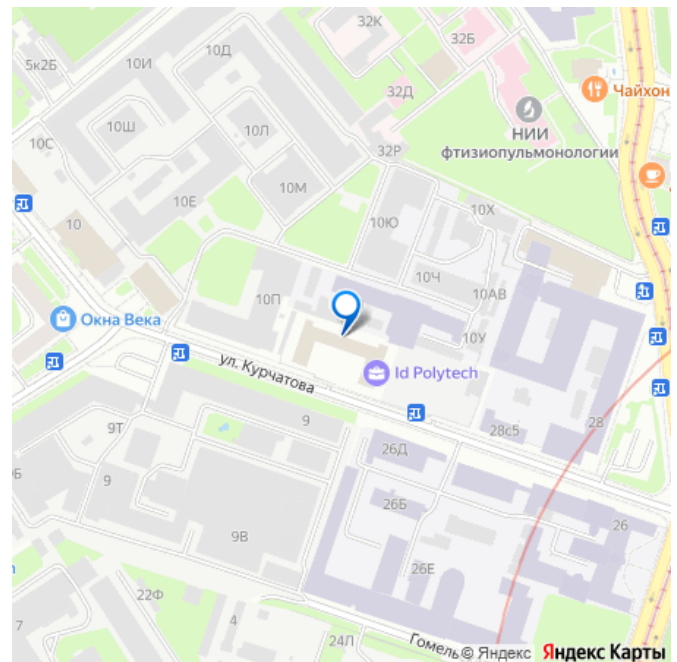 32К
32Б
10Д
5к2Б
10И
32Д
Чайхон
10Ш
10Л
НИИ
фтизиопульмонологии
10С
32Р
10М
10Е
10Х
10Ю
10
10Ч
10П
10АВ
Окна Века
10У
Id Polytech
ул. Курчатова
9
28
28с5
9Т
26Д
9
26Б
26
9В
26Е
22Ф
7
4
24Л
Гомель
© Яндекс Яндекс Карты